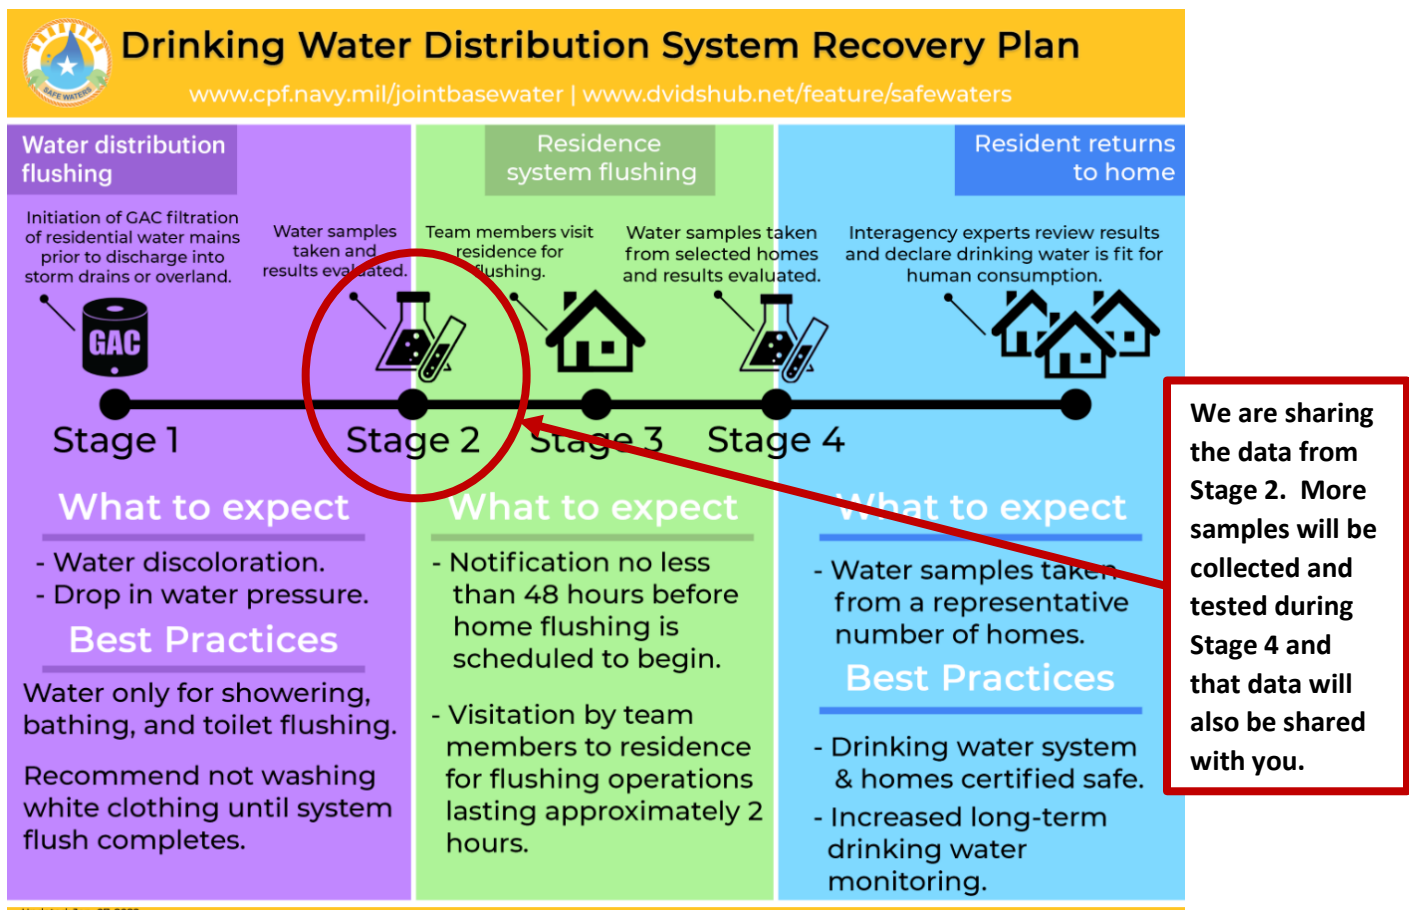 Drinking Water Distribution System Recovery Plan
www.cpf.navy.mil/jointbasewater | www.dvidshub.net/feature/safewaters
SAFE WATERS
Water distribution
flushing
Initiation of GAC filtration
of residential water mains
prior to discharge into
storm drains or overland.
GAC
Water samples
taken and
results evaluated.
Residence
system flushing
Team members visit
residence for
flushing.
Water samples taken
from selected homes
and results evaluated.
Resident returns
to home
Interagency experts review results
and declare drinking water is fit for
human consumption.
Stage 1
Stage 2
Stage 3
Stage 4
What to expect
- Water discoloration.
- Drop in water pressure.
Best Practices
Water only for showering,
bathing, and toilet flushing.
Recommend not washing
white clothing until system
flush completes.
What to expect
- Notification no less
than 48 hours before
home flushing is
scheduled to begin.
- Visitation by team
members to residence
for flushing operations
lasting approximately 2
hours.
What to expect
- Water samples taken
from a representative
number of homes.
Best Practices
- Drinking water system
& homes certified safe.
- Increased long-term
drinking water
monitoring.
We are sharing
the data from
Stage 2. More
samples will be
collected and
tested during
Stage 4 and
that data will
also be shared
with you.